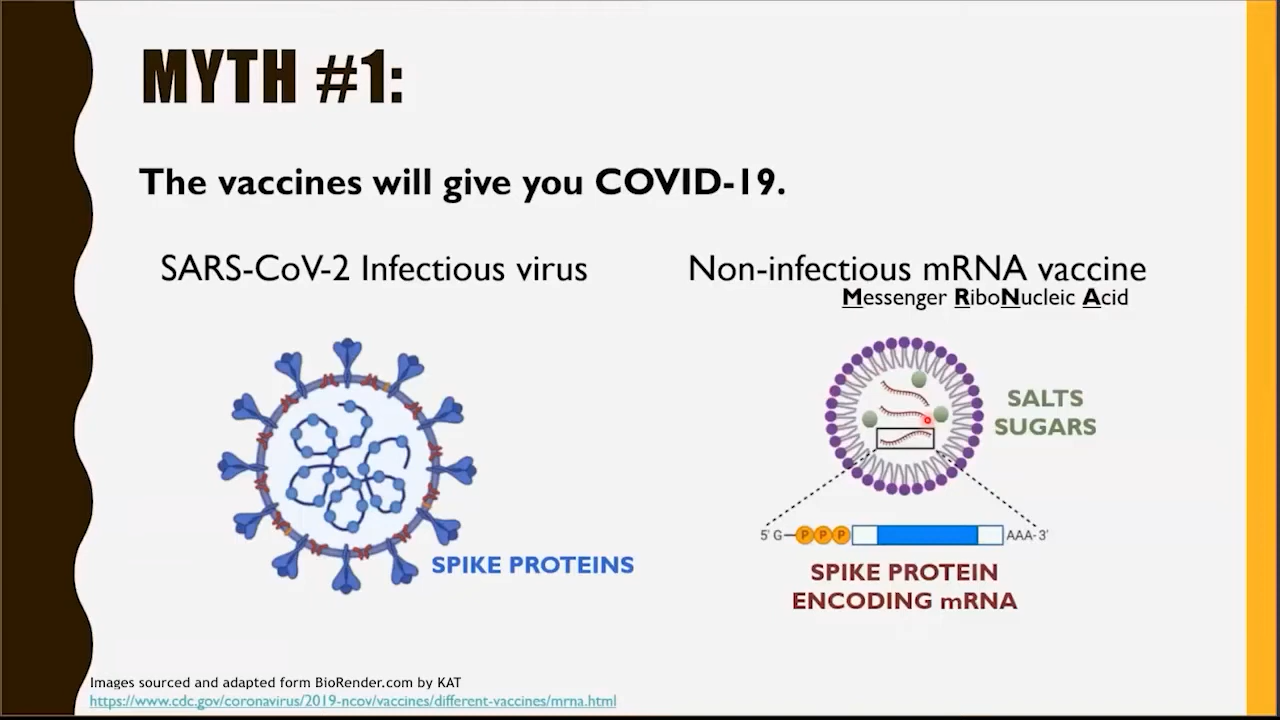 MYTH #1:
The vaccines will give you COVID-19.
SARS-CoV-2 Infectious virus
Non-infectious mRNA vaccine
Messenger RiboNucleic Acid
SALTS
SUGARS
5' G
P P P
AAA-3'
SPIKE PROTEINS
SPIKE PROTEIN
ENCODING mRNA
Images sourced and adapted form BioRender.com by KAT
https://www.cdc.gov/coronavirus/2019-ncov/vaccines/different-vaccines/mrna.html